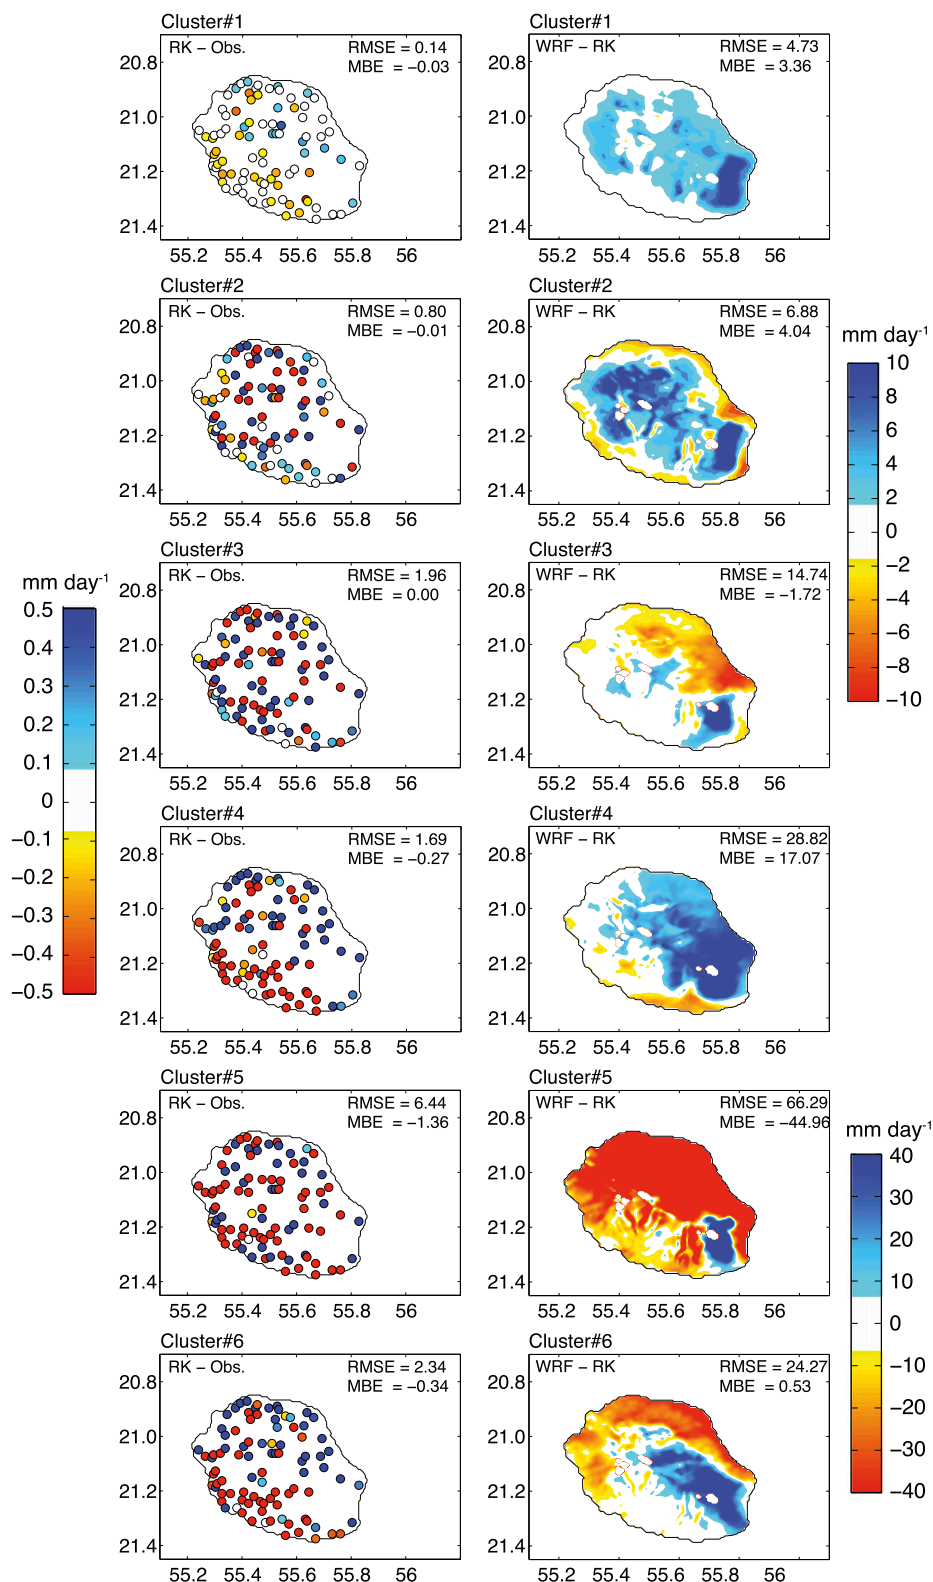 Cluster#1
RK – Obs.
RMSE = 0.14
MBE = –0.03
20.8
21.0
21.2
21.4
55.2 55.4 55.6 55.8 56
Cluster#1
WRF – RK
RMSE = 4.73
MBE = 3.36
20.8
21.0
21.2
21.4
55.2 55.4 55.6 55.8 56
Cluster#2
RK – Obs.
RMSE = 0.80
MBE = –0.01
20.8
21.0
21.2
21.4
55.2 55.4 55.6 55.8 56
Cluster#2
WRF – RK
RMSE = 6.88
MBE = 4.04
20.8
21.0
21.2
21.4
55.2 55.4 55.6 55.8 56
mm day-1
10
8
6
4
2
0
–2
–4
–6
–8
–10
mm day-1
0.5
0.4
0.3
0.2
0.1
0
–0.1
–0.2
–0.3
–0.4
–0.5
Cluster#3
RK – Obs.
RMSE = 1.96
MBE = 0.00
20.8
21.0
21.2
21.4
55.2 55.4 55.6 55.8 56
Cluster#3
WRF – RK
RMSE = 14.74
MBE = –1.72
20.8
21.0
21.2
21.4
55.2 55.4 55.6 55.8 56
Cluster#4
RK – Obs.
RMSE = 1.69
MBE = –0.27
20.8
21.0
21.2
21.4
55.2 55.4 55.6 55.8 56
Cluster#4
WRF – RK
RMSE = 28.82
MBE = 17.07
20.8
21.0
21.2
21.4
55.2 55.4 55.6 55.8 56
Cluster#5
RK – Obs.
RMSE = 6.44
MBE = –1.36
20.8
21.0
21.2
21.4
55.2 55.4 55.6 55.8 56
Cluster#5
WRF – RK
RMSE = 66.29
MBE = –44.96
20.8
21.0
21.2
21.4
55.2 55.4 55.6 55.8 56
mm day-1
40
30
20
10
0
–10
–20
–30
–40
Cluster#6
RK – Obs.
RMSE = 2.34
MBE = –0.34
20.8
21.0
21.2
21.4
55.2 55.4 55.6 55.8 56
Cluster#6
WRF – RK
RMSE = 24.27
MBE = 0.53
20.8
21.0
21.2
21.4
55.2 55.4 55.6 55.8 56